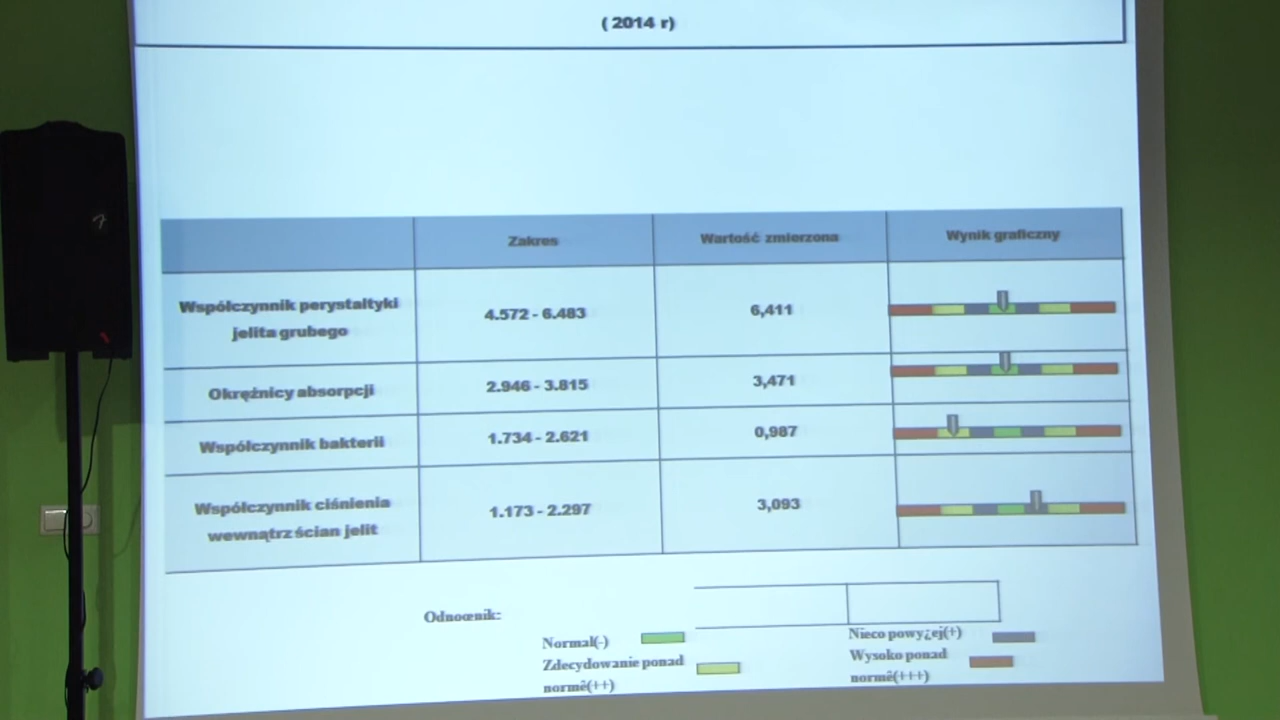 ( 2014 r)
Zakres
Wartość zmierzona
Wynik graficzny
Współczynnik perystaltyki
jelita grubego
4.572 - 6.483
6,411
Okrężnicy absorpcji
2.946 - 3.815
3,471
Współczynnik bakterii
1.734 - 2.621
0,987
Współczynnik ciśnienia
wewnątrz ścian jelit
1.173 - 2.297
3,093
Odnoœnik:
Normal(-)
Nieco powy¿ej(+)
Zdecydowanie ponad
normê(++)
Wysoko ponad
normê(+++)